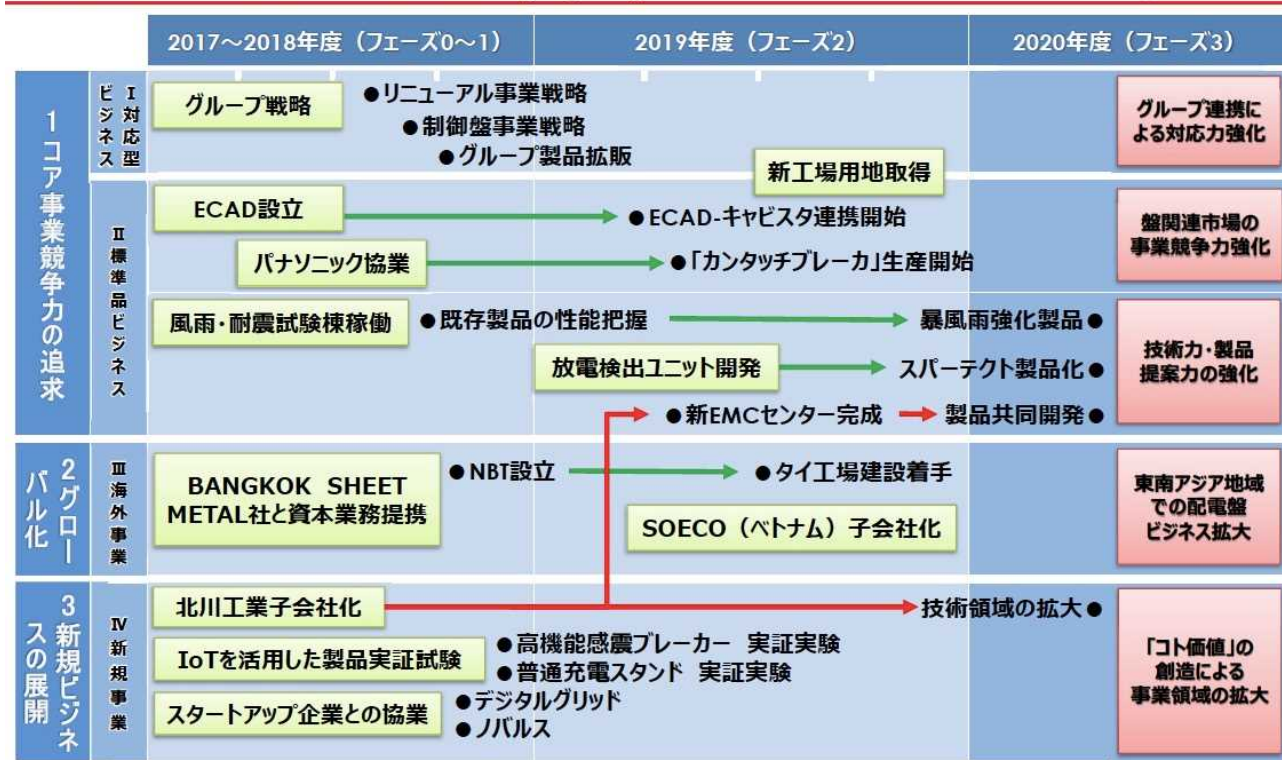 2017～2018年度（フェーズ0～1）
2019年度（フェーズ2）
2020年度（フェーズ3）
1コア事業競争力の追求
Ⅰ対応型
ビジネス
グループ戦略
●リニューアル事業戦略
●制御盤事業戦略
●グループ製品拡販
グループ連携に
よる対応力強化
Ⅱ標準品ビジネス
新工場用地取得
ECAD設立
●ECAD-キャビスタ連携開始
パナソニック協業
●「カンタッチブレーカ」生産開始
盤関連市場の
事業競争力強化
風雨・耐震試験棟稼働
●既存製品の性能把握
暴風雨強化製品●
放電検出ユニット開発
スパーテクト製品化●
●新EMCセンター完成
製品共同開発●
技術力・製品
提案力の強化
2グロー
バル化
Ⅲ海外事業
BANGKOK SHEET
METAL社と資本業務提携
●NBT設立
●タイ工場建設着手
SOECO（ベトナム）子会社化
東南アジア地域
での配電盤
ビジネス拡大
3新規ビジネ
スの展開
Ⅳ新規事業
北川工業子会社化
技術領域の拡大●
IoTを活用した製品実証試験
●高機能感震ブレーカー 実証実験
●普通充電スタンド 実証実験
スタートアップ企業との協業
●デジタルグリッド
●ノバルス
「コト価値」の
創造による
事業領域の拡大